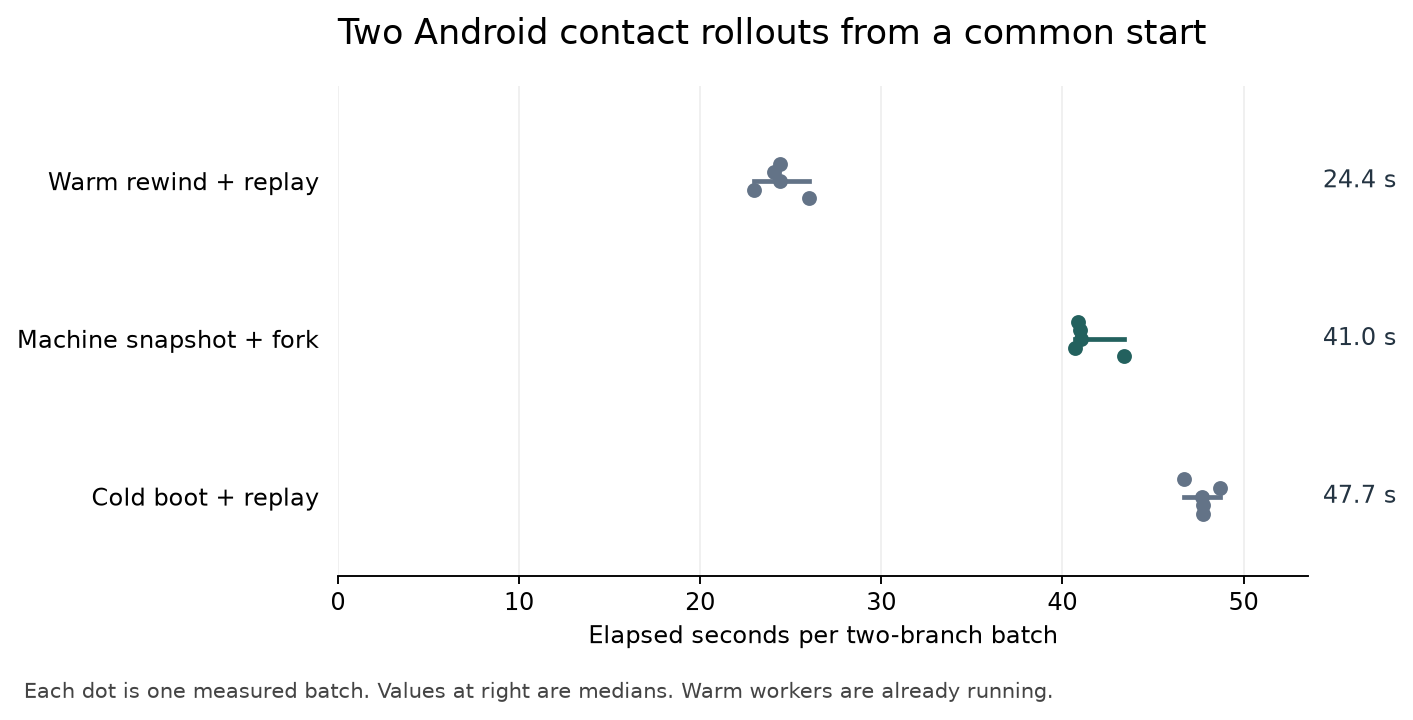 Two Android contact rollouts from a common start
Warm rewind + replay
24.4 s
Machine snapshot + fork
41.0 s
Cold boot + replay
47.7 s
0 10 20 30 40 50
Elapsed seconds per two-branch batch
Each dot is one measured batch. Values at right are medians. Warm workers are already running.